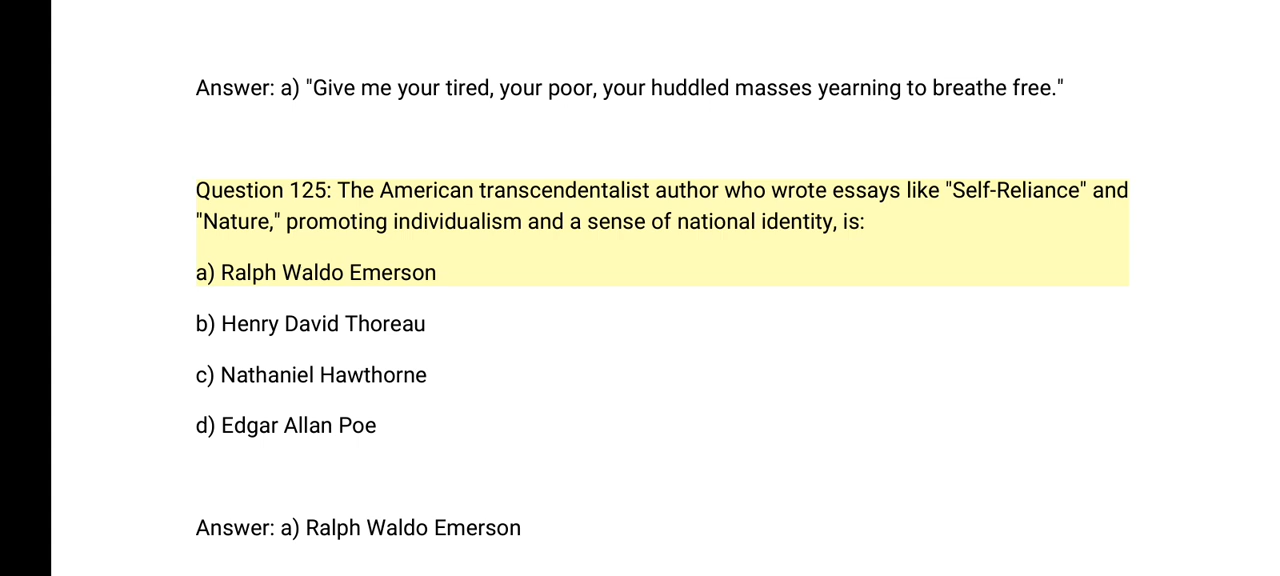 Answer: a) "Give me your tired, your poor, your huddled masses yearning to breathe free."
Question 125: The American transcendentalist author who wrote essays like "Self-Reliance" and
"Nature," promoting individualism and a sense of national identity, is:
a) Ralph Waldo Emerson
b) Henry David Thoreau
c) Nathaniel Hawthorne
d) Edgar Allan Poe
Answer: a) Ralph Waldo Emerson